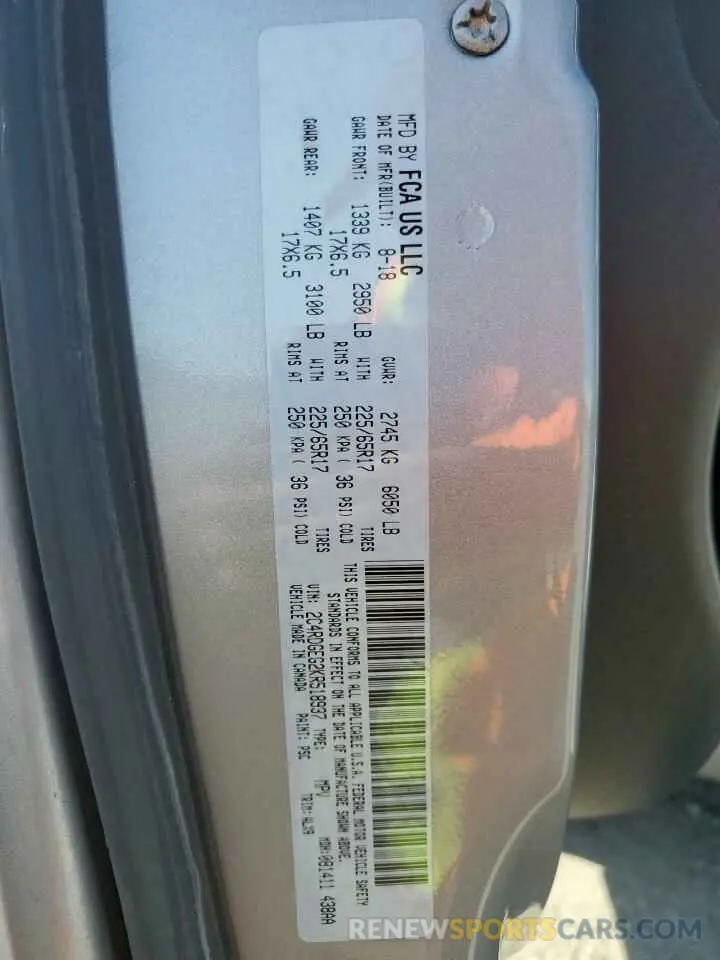 MFD BY FCA US LLC
DATE OF MFR(BUILT): 8-18 GVWR: 2745 KG 6050 LB
GAWR FRONT: 1339 KG 2950 LB WITH 225/65R17 TIRES
17X6.5 RIMS AT 250 KPA ( 36 PSI) COLD
GAWR REAR: 1407 KG 3100 LB WITH 225/65R17 TIRES
17X6.5 RIMS AT 250 KPA ( 36 PSI) COLD
THIS VEHICLE CONFORMS TO ALL APPLICABLE U.S.A. FEDERAL MOTOR VEHICLE SAFETY
STANDARDS IN EFFECT ON THE DATE OF MANUFACTURE SHOWN ABOVE.
VIN: 2C4RDGEG2KR518937 TYPE: MPV MDH:081411 438AA
VEHICLE MADE IN CANADA PAINT: PSC TRIM:
RENEWSPORTSCARS.COM